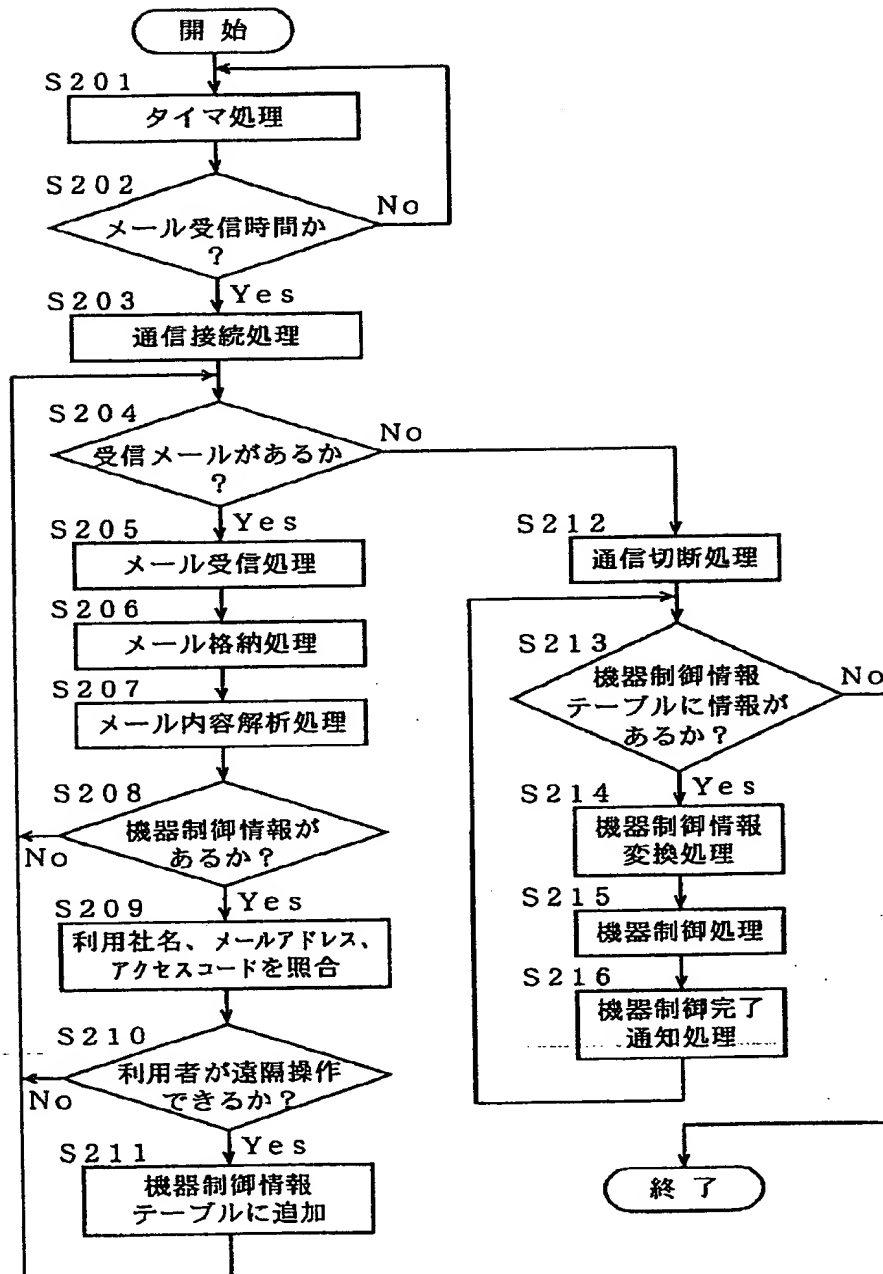 開始
S201
タイマ処理
S202
メール受信時間か
?
No
Yes
S203
通信接続処理
S204
受信メールがあるか
?
No
Yes
S205
メール受信処理
S206
メール格納処理
S207
メール内容解析処理
S208
機器制御情報が
あるか?
No
Yes
S209
利用社名、メールアドレス、
アクセスコードを照合
S210
利用者が遠隔操作
できるか?
No
Yes
S211
機器制御情報
テーブルに追加
S212
通信切断処理
S213
機器制御情報
テーブルに情報が
あるか?
No
Yes
S214
機器制御情報
変換処理
S215
機器制御処理
S216
機器制御完了
通知処理
終了